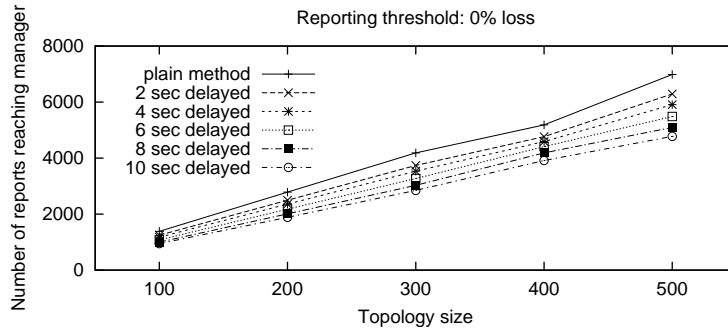 Reporting threshold: 0% loss
Number of reports reaching manager
8000
6000
4000
2000
0
plain method
2 sec delayed
4 sec delayed
6 sec delayed
8 sec delayed
10 sec delayed
100 200 300 400 500
Topology size